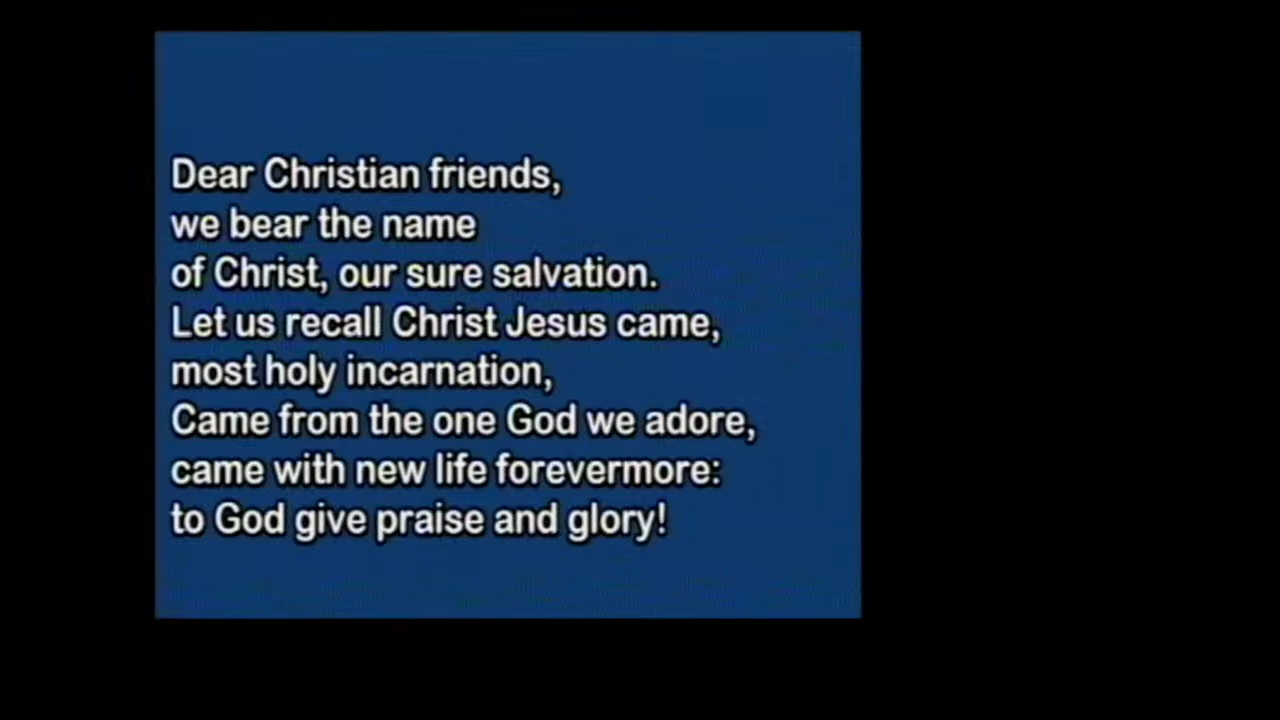 Dear Christian friends,
we bear the name
of Christ, our sure salvation.
Let us recall Christ Jesus came,
most holy incarnation,
Came from the one God we adore,
came with new life forevermore:
to God give praise and glory!